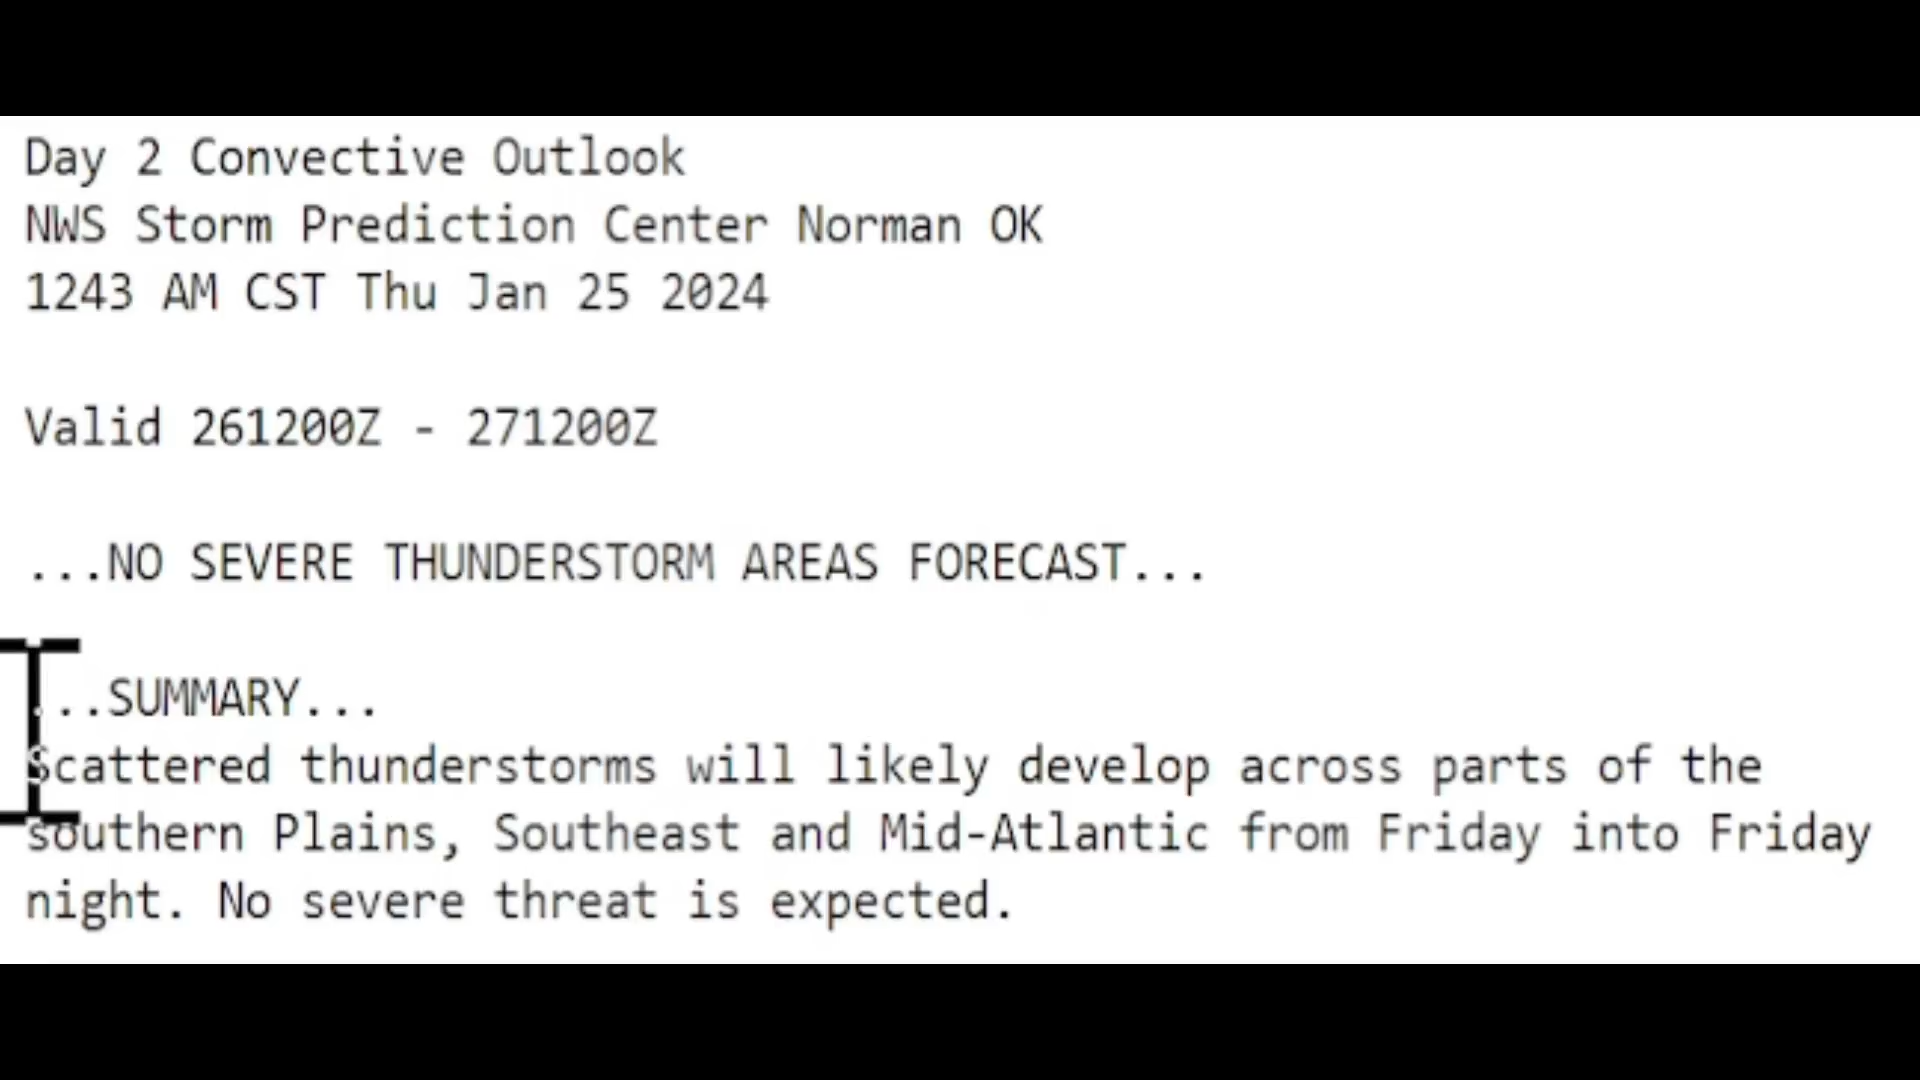 Day 2 Convective Outlook
NWS Storm Prediction Center Norman OK
1243 AM CST Thu Jan 25 2024
Valid 261200Z - 271200Z
...NO SEVERE THUNDERSTORM AREAS FORECAST...
...SUMMARY...
Scattered thunderstorms will likely develop across parts of the
southern Plains, Southeast and Mid-Atlantic from Friday into Friday
night. No severe threat is expected.